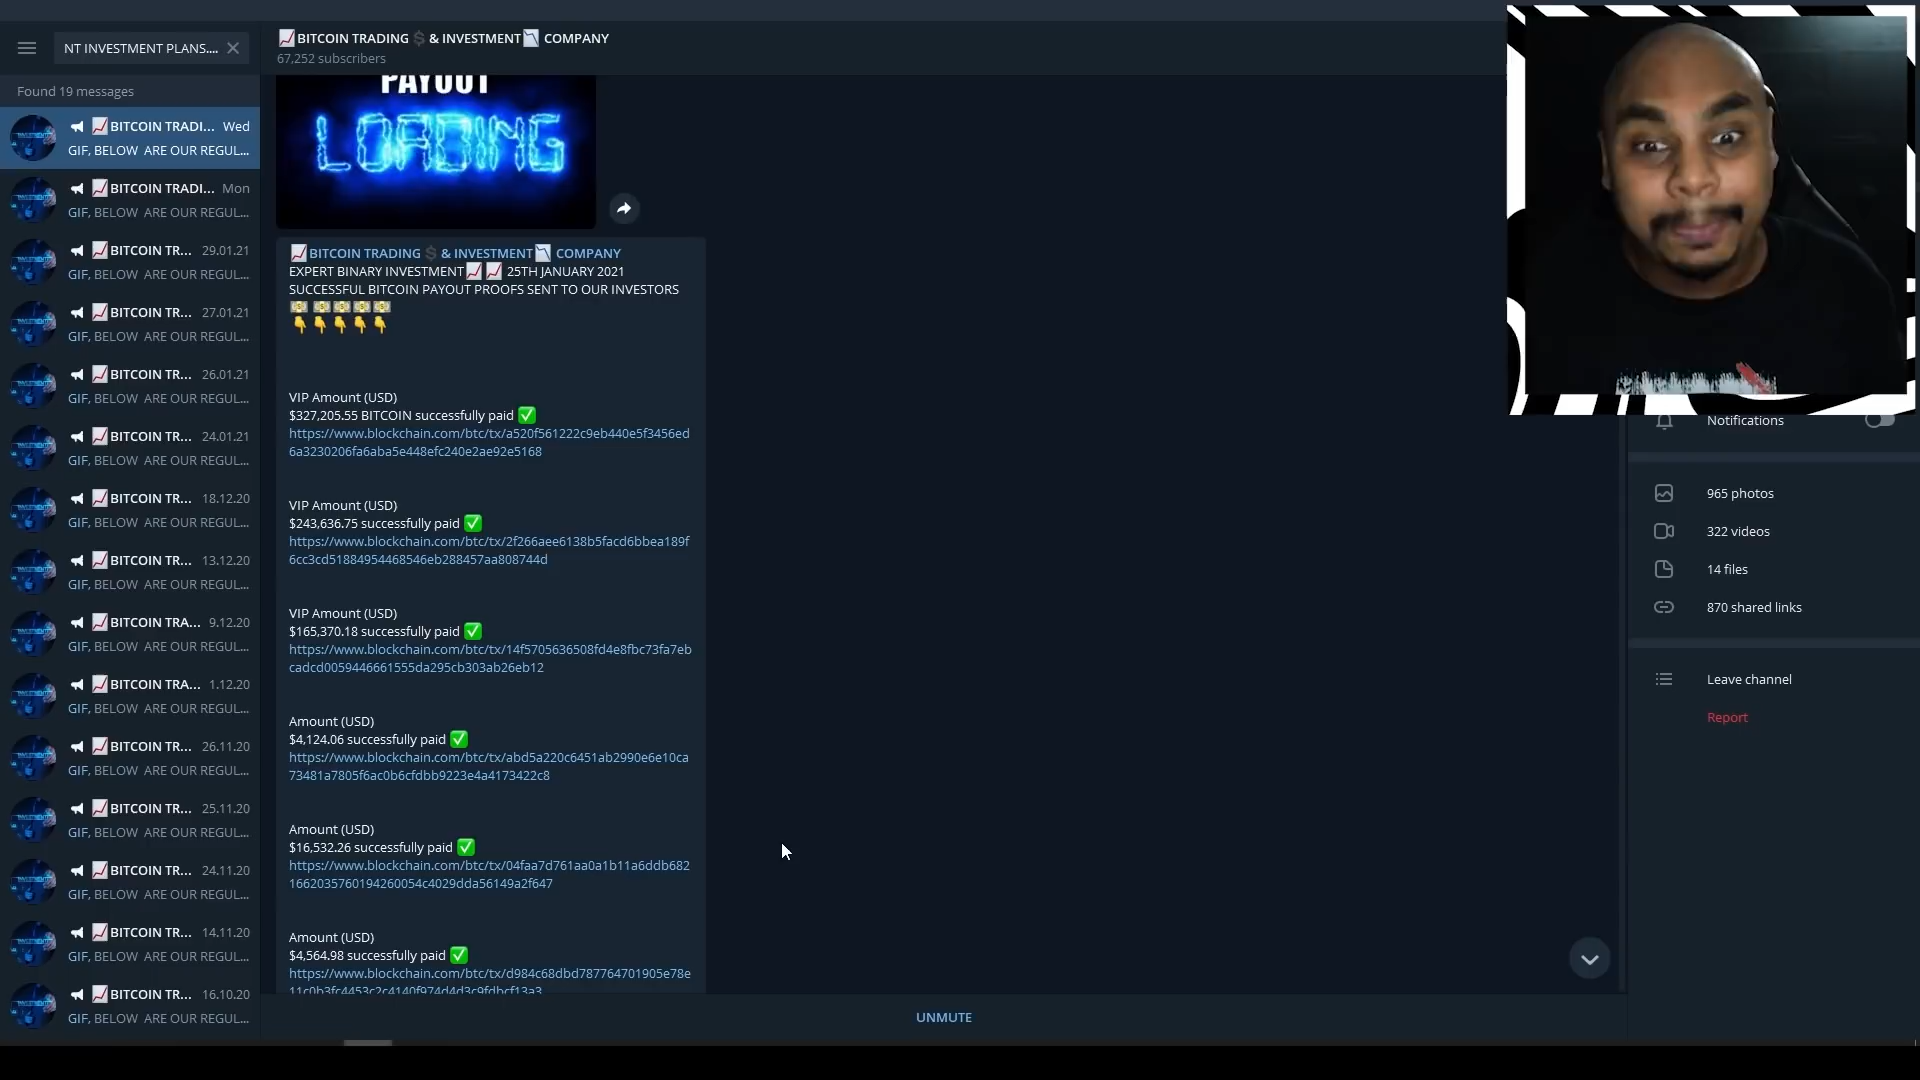 NT INVESTMENT PLANS....
Found 19 messages
BITCOIN TRADI... Wed
GIF, BELOW ARE OUR REGUL...
BITCOIN TRADI... Mon
GIF, BELOW ARE OUR REGUL...
BITCOIN TR... 29.01.21
GIF, BELOW ARE OUR REGUL...
BITCOIN TR... 27.01.21
GIF, BELOW ARE OUR REGUL...
BITCOIN TR... 26.01.21
GIF, BELOW ARE OUR REGUL...
BITCOIN TR... 24.01.21
GIF, BELOW ARE OUR REGUL...
BITCOIN TR... 18.12.20
GIF, BELOW ARE OUR REGUL...
BITCOIN TR... 13.12.20
GIF, BELOW ARE OUR REGUL...
BITCOIN TRA... 9.12.20
GIF, BELOW ARE OUR REGUL...
BITCOIN TRA... 1.12.20
GIF, BELOW ARE OUR REGUL...
BITCOIN TR... 26.11.20
GIF, BELOW ARE OUR REGUL...
BITCOIN TR... 25.11.20
GIF, BELOW ARE OUR REGUL...
BITCOIN TR... 24.11.20
GIF, BELOW ARE OUR REGUL...
BITCOIN TR... 14.11.20
GIF, BELOW ARE OUR REGUL...
BITCOIN TR... 16.10.20
GIF, BELOW ARE OUR REGUL...
📈BITCOIN TRADING 💲& INVESTMENT📉 COMPANY
67,252 subscribers
PAYOUT
LOADING
📈BITCOIN TRADING 💲& INVESTMENT📉 COMPANY
EXPERT BINARY INVESTMENT📈 📈 25TH JANUARY 2021
SUCCESSFUL BITCOIN PAYOUT PROOFS SENT TO OUR INVESTORS
💵 💵 💵 💵 💵
👇 👇 👇 👇 👇
VIP Amount (USD)
$327,205.55 BITCOIN successfully paid ✅
https://www.blockchain.com/btc/tx/a520f561222c9eb440e5f3456ed
6a3230206fa6aba5e448efc240e2ae92e5168
VIP Amount (USD)
$243,636.75 successfully paid ✅
https://www.blockchain.com/btc/tx/2f266aee6138b5facd6bbea189f
6cc3cd51884954468546eb288457aa808744d
VIP Amount (USD)
$165,370.18 successfully paid ✅
https://www.blockchain.com/btc/tx/14f5705636508fd4e8fbc73fa7eb
cadcd0059446661555da295cb303ab26eb12
Amount (USD)
$4,124.06 successfully paid ✅
https://www.blockchain.com/btc/tx/abd5a220c6451ab2990e6e10ca
73481a7805f6ac0b6cfdbb9223e4a4173422c8
Amount (USD)
$16,532.26 successfully paid ✅
https://www.blockchain.com/btc/tx/04faa7d761aa0a1b11a6ddb682
166203576019426005​4c4029dda56149a2f647
Amount (USD)
$4,564.98 successfully paid ✅
https://www.blockchain.com/btc/tx/d984c68dbd787764701905e78e
11c0b3fc4453c2c4140f974d4d3c9fdbcf13a3
UNMUTE
Notifications
965 photos
322 videos
14 files
870 shared links
Leave channel
Report